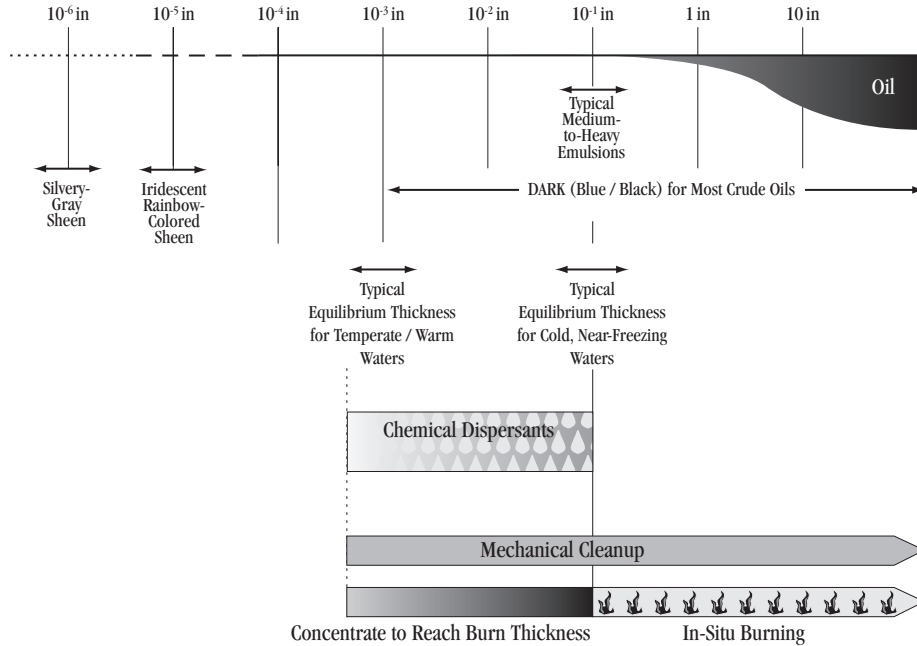 10-6 in 10-5 in 10-4 in 10-3 in 10-2 in 10-1 in 1 in 10 in
Oil
Typical
Medium-
to-Heavy
Emulsions
Silvery-
Gray
Sheen
Iridescent
Rainbow-
Colored
Sheen
DARK (Blue / Black) for Most Crude Oils
Typical
Equilibrium Thickness
for Temperate / Warm
Waters
Typical
Equilibrium Thickness
for Cold, Near-Freezing
Waters
Chemical Dispersants
Mechanical Cleanup
Concentrate to Reach Burn Thickness
In-Situ Burning